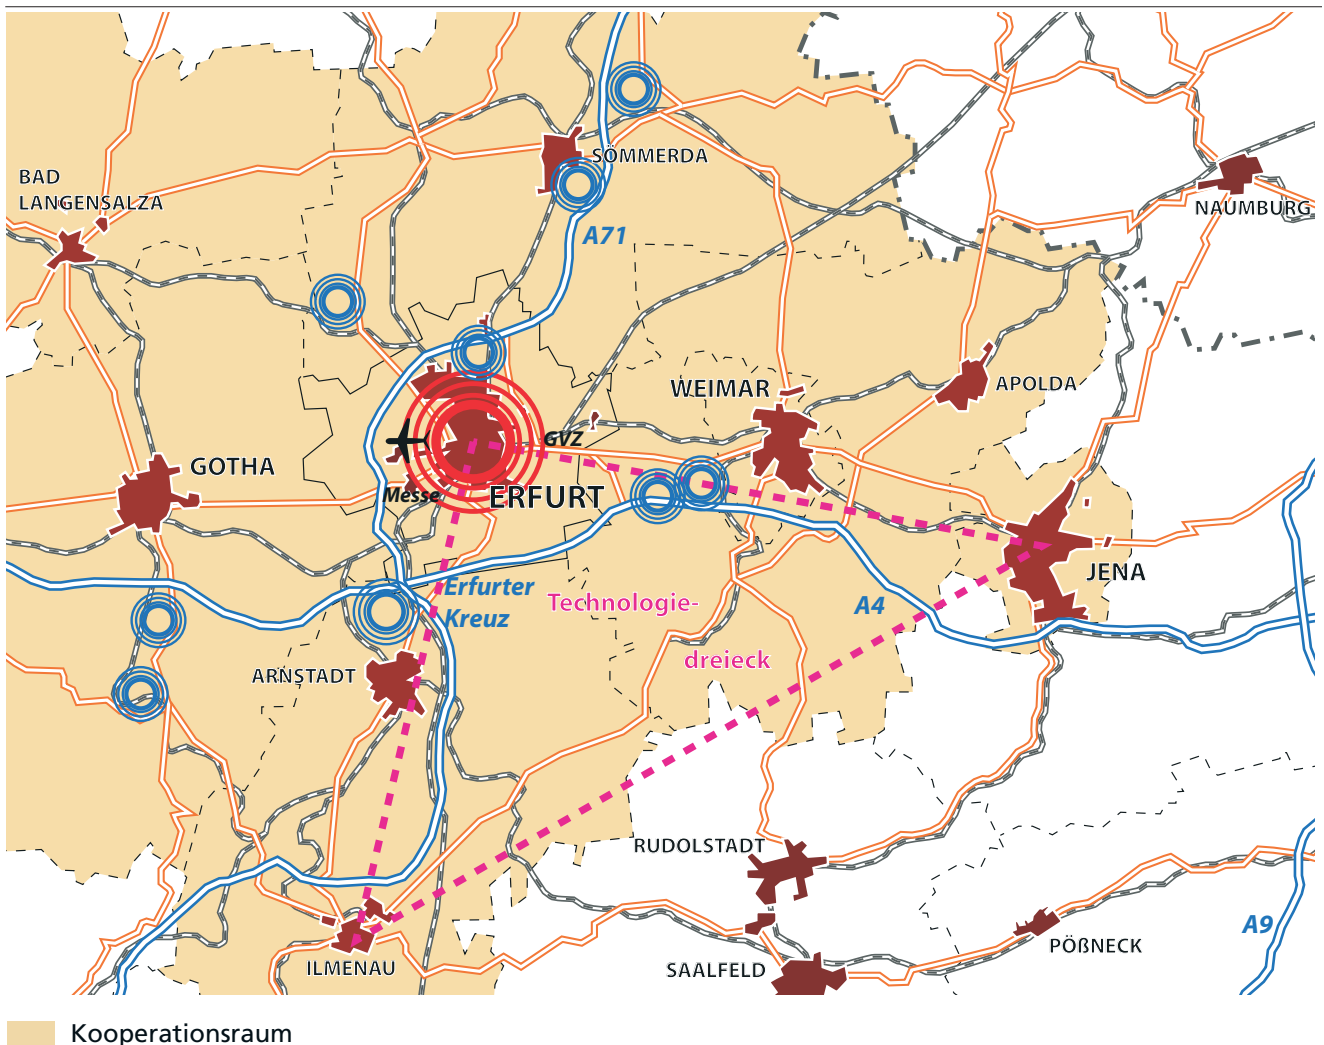 SÖMMERDA
BAD
LANGENSALZA
NAUMBURG
A71
WEIMAR
APOLDA
GVZ
GOTHA
Messe
ERFURT
JENA
Erfurter
Kreuz
Technologie-
A4
dreieck
ARNSTADT
RUDOLSTADT
A9
PÖßNECK
ILMENAU
SAALFELD
Kooperationsraum